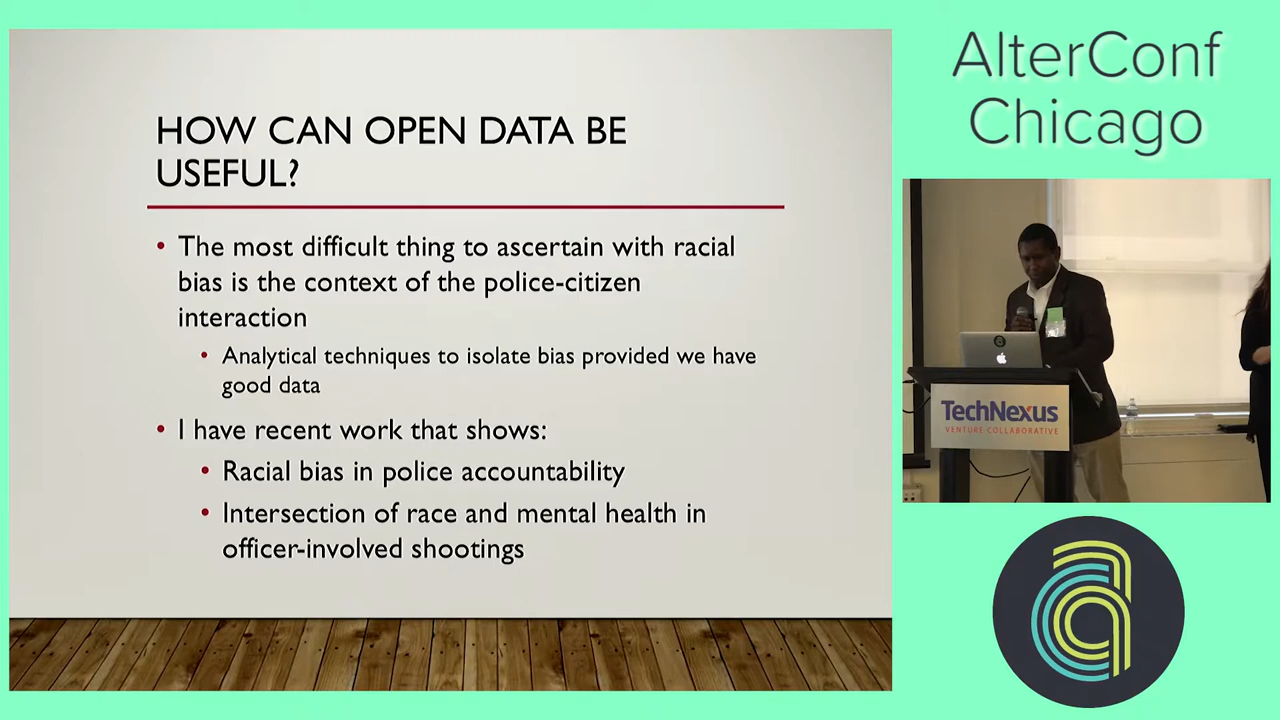 HOW CAN OPEN DATA BE
USEFUL?
• The most difficult thing to ascertain with racial
bias is the context of the police-citizen
interaction
• Analytical techniques to isolate bias provided we have
good data
• I have recent work that shows:
• Racial bias in police accountability
• Intersection of race and mental health in
officer-involved shootings
AlterConf
Chicago
TechNexus
VENTURE COLLABORATIVE